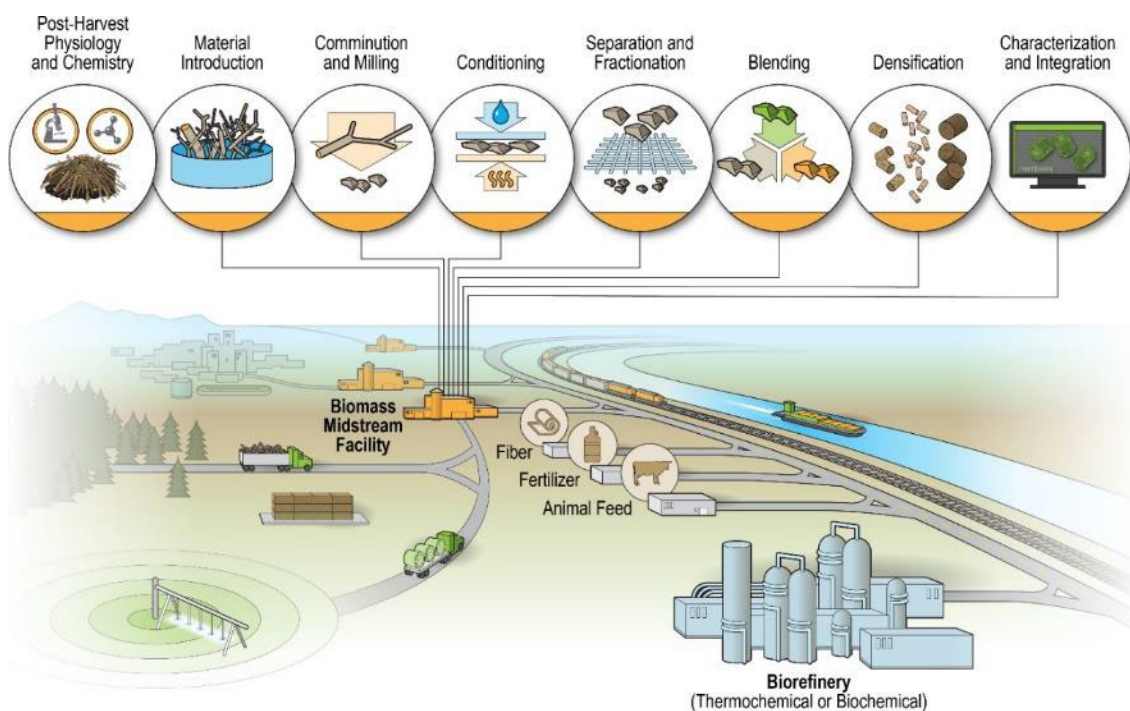 Post-Harvest
Physiology
and Chemistry
Material
Introduction
Comminution
and Milling
Conditioning
Separation and
Fractionation
Blending
Densification
Characterization
and Integration
Biomass
Midstream
Facility
Fiber
Fertilizer
Animal Feed
Biorefinery
(Thermochemical or Biochemical)